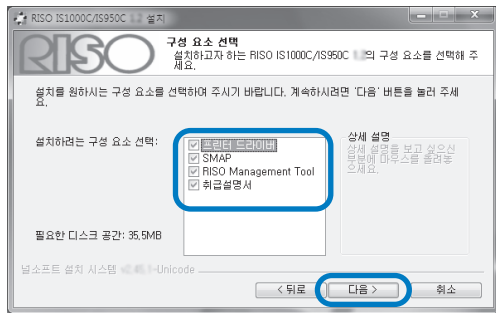 RISO IS1000C/IS950C 설치
RISO
구성 요소 선택
설치하고자 하는 RISO IS1000C/IS950C 의 구성 요소를 선택해 주
세요.
설치를 원하시는 구성 요소를 선택하여 주시기 바랍니다. 계속하시려면 '다음' 버튼을 눌러 주세
요.
설치하려는 구성 요소 선택:
프린터 드라이버
SMAP
RISO Management Tool
취급설명서
상세 설명
상세 설명을 보고 싶으신
부분에 마우스를 올려놓
으세요.
필요한 디스크 공간: 35.5MB
널소프트 설치 시스템 -Unicode
< 뒤로
다음 >
취소